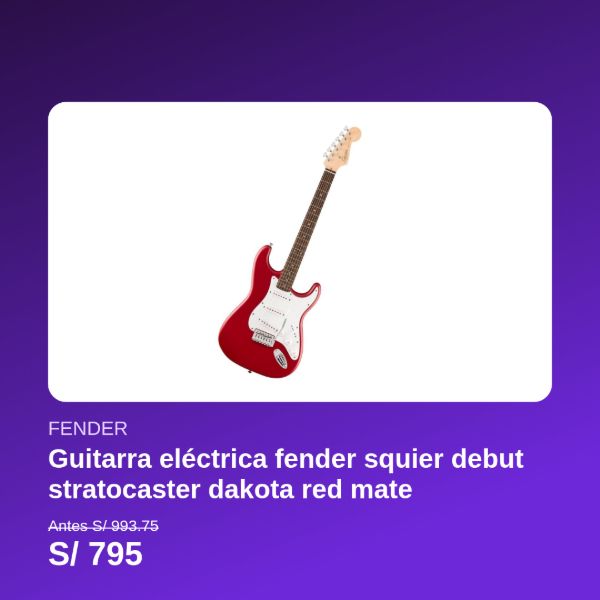 FENDER
Guitarra eléctrica fender squier debut
stratocaster dakota red mate
Antes S/ 993.75
S/ 795